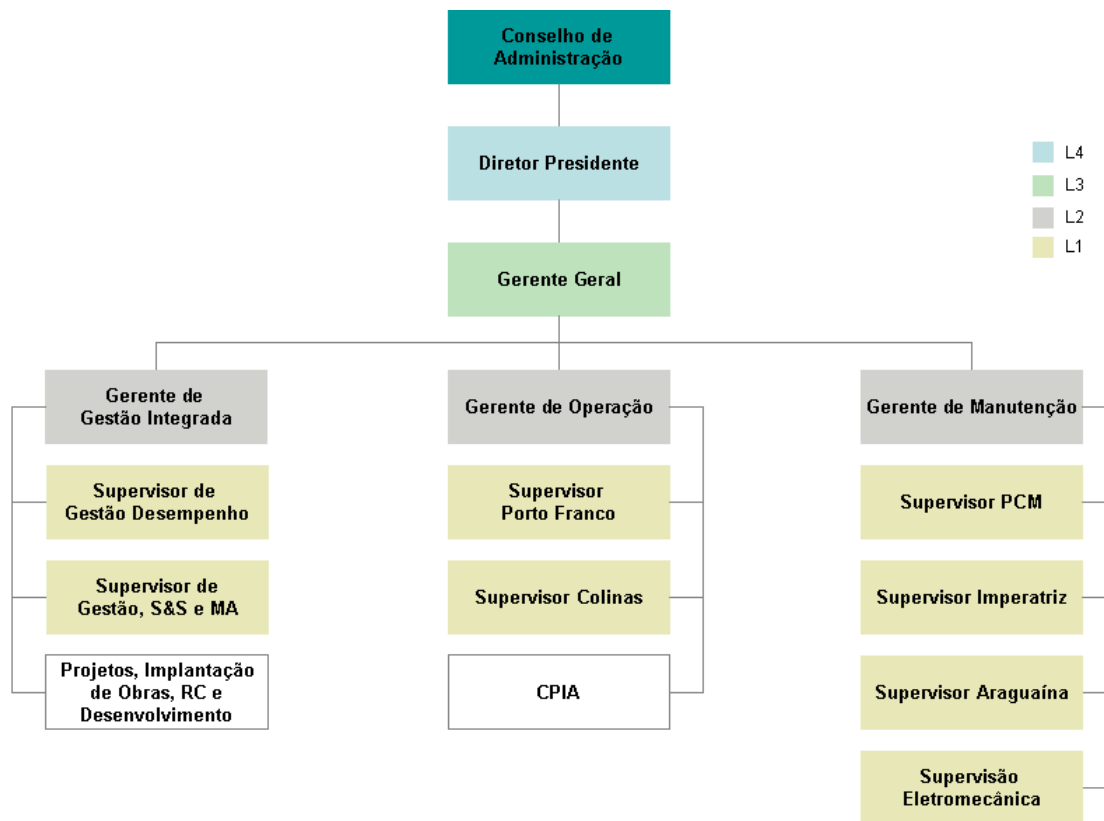 Conselho de
Administração
Diretor Presidente
Gerente Geral
L4
L3
L2
L1
Gerente de
Gestão Integrada
Supervisor de
Gestão Desempenho
Supervisor de
Gestão, S&S e MA
Projetos, Implantação
de Obras, RC e
Desenvolvimento
Gerente de Operação
Supervisor
Porto Franco
Supervisor Colinas
CPIA
Gerente de Manutenção
Supervisor PCM
Supervisor Imperatriz
Supervisor Araguaína
Supervisão
Eletromecânica